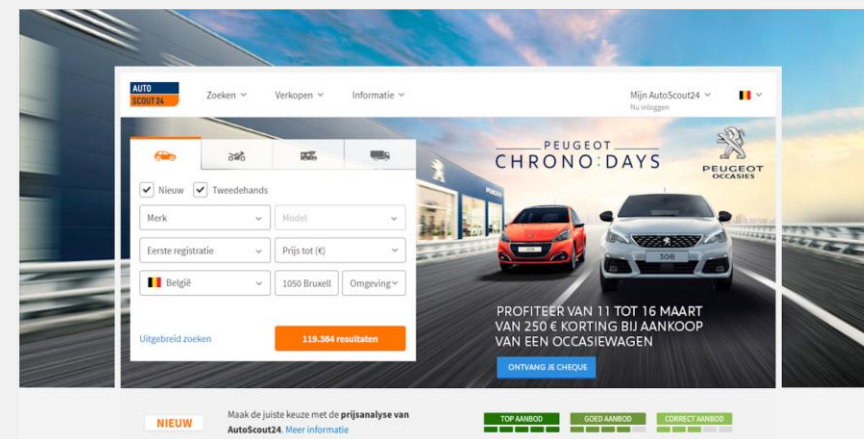 AUTO
SCOUT24
Zoeken
Verkopen
Informatie
Mijn AutoScout24
Nu inloggen
Nieuw
Tweedehands
Merk
Model
Eerste registratie
Prijs tot (€)
België
1050 Bruxell
Omgeving
Uitgebreid zoeken
119.364 resultaten
PEUGEOT
CHRONO:DAYS
PEUGEOT
OCCASIES
308
PROFITEER VAN 11 TOT 16 MAART
VAN 250 € KORTING BIJ AANKOOP
VAN EEN OCCASIEWAGEN
ONTVANG JE CHEQUE
NIEUW
Maak de juiste keuze met de prijsanalyse van
AutoScout24. Meer informatie
TOP AANBOD
GOED AANBOD
CORRECT AANBOD